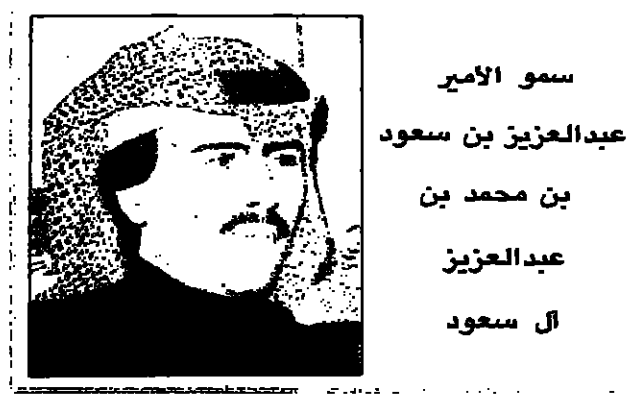 سمو الأمير
عبدالعزيز بن سعود
بن محمد بن
عبدالعزيز
آل سعود